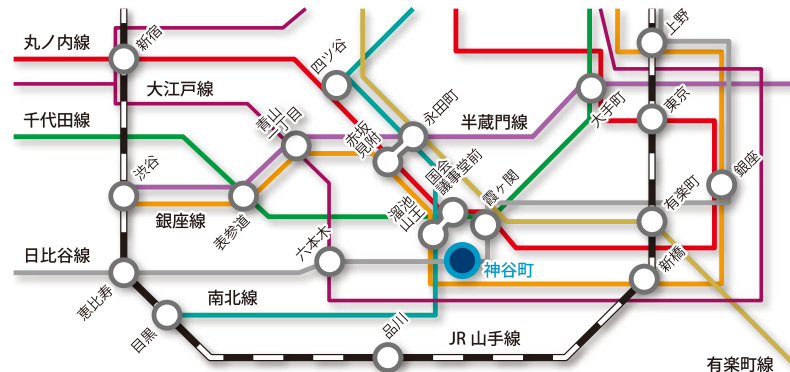 丸ノ内線
新宿
四ツ谷
上野
大江戸線
千代田線
青山
一丁目
赤坂
見附
永田町
半蔵門線
大手町
東京
渋谷
国会
議事堂前
霞ヶ関
有楽町
銀座
銀座線
表参道
溜池
山王
六本木
日比谷線
神谷町
新橋
恵比寿
南北線
目黒
品川
JR 山手線
有楽町線